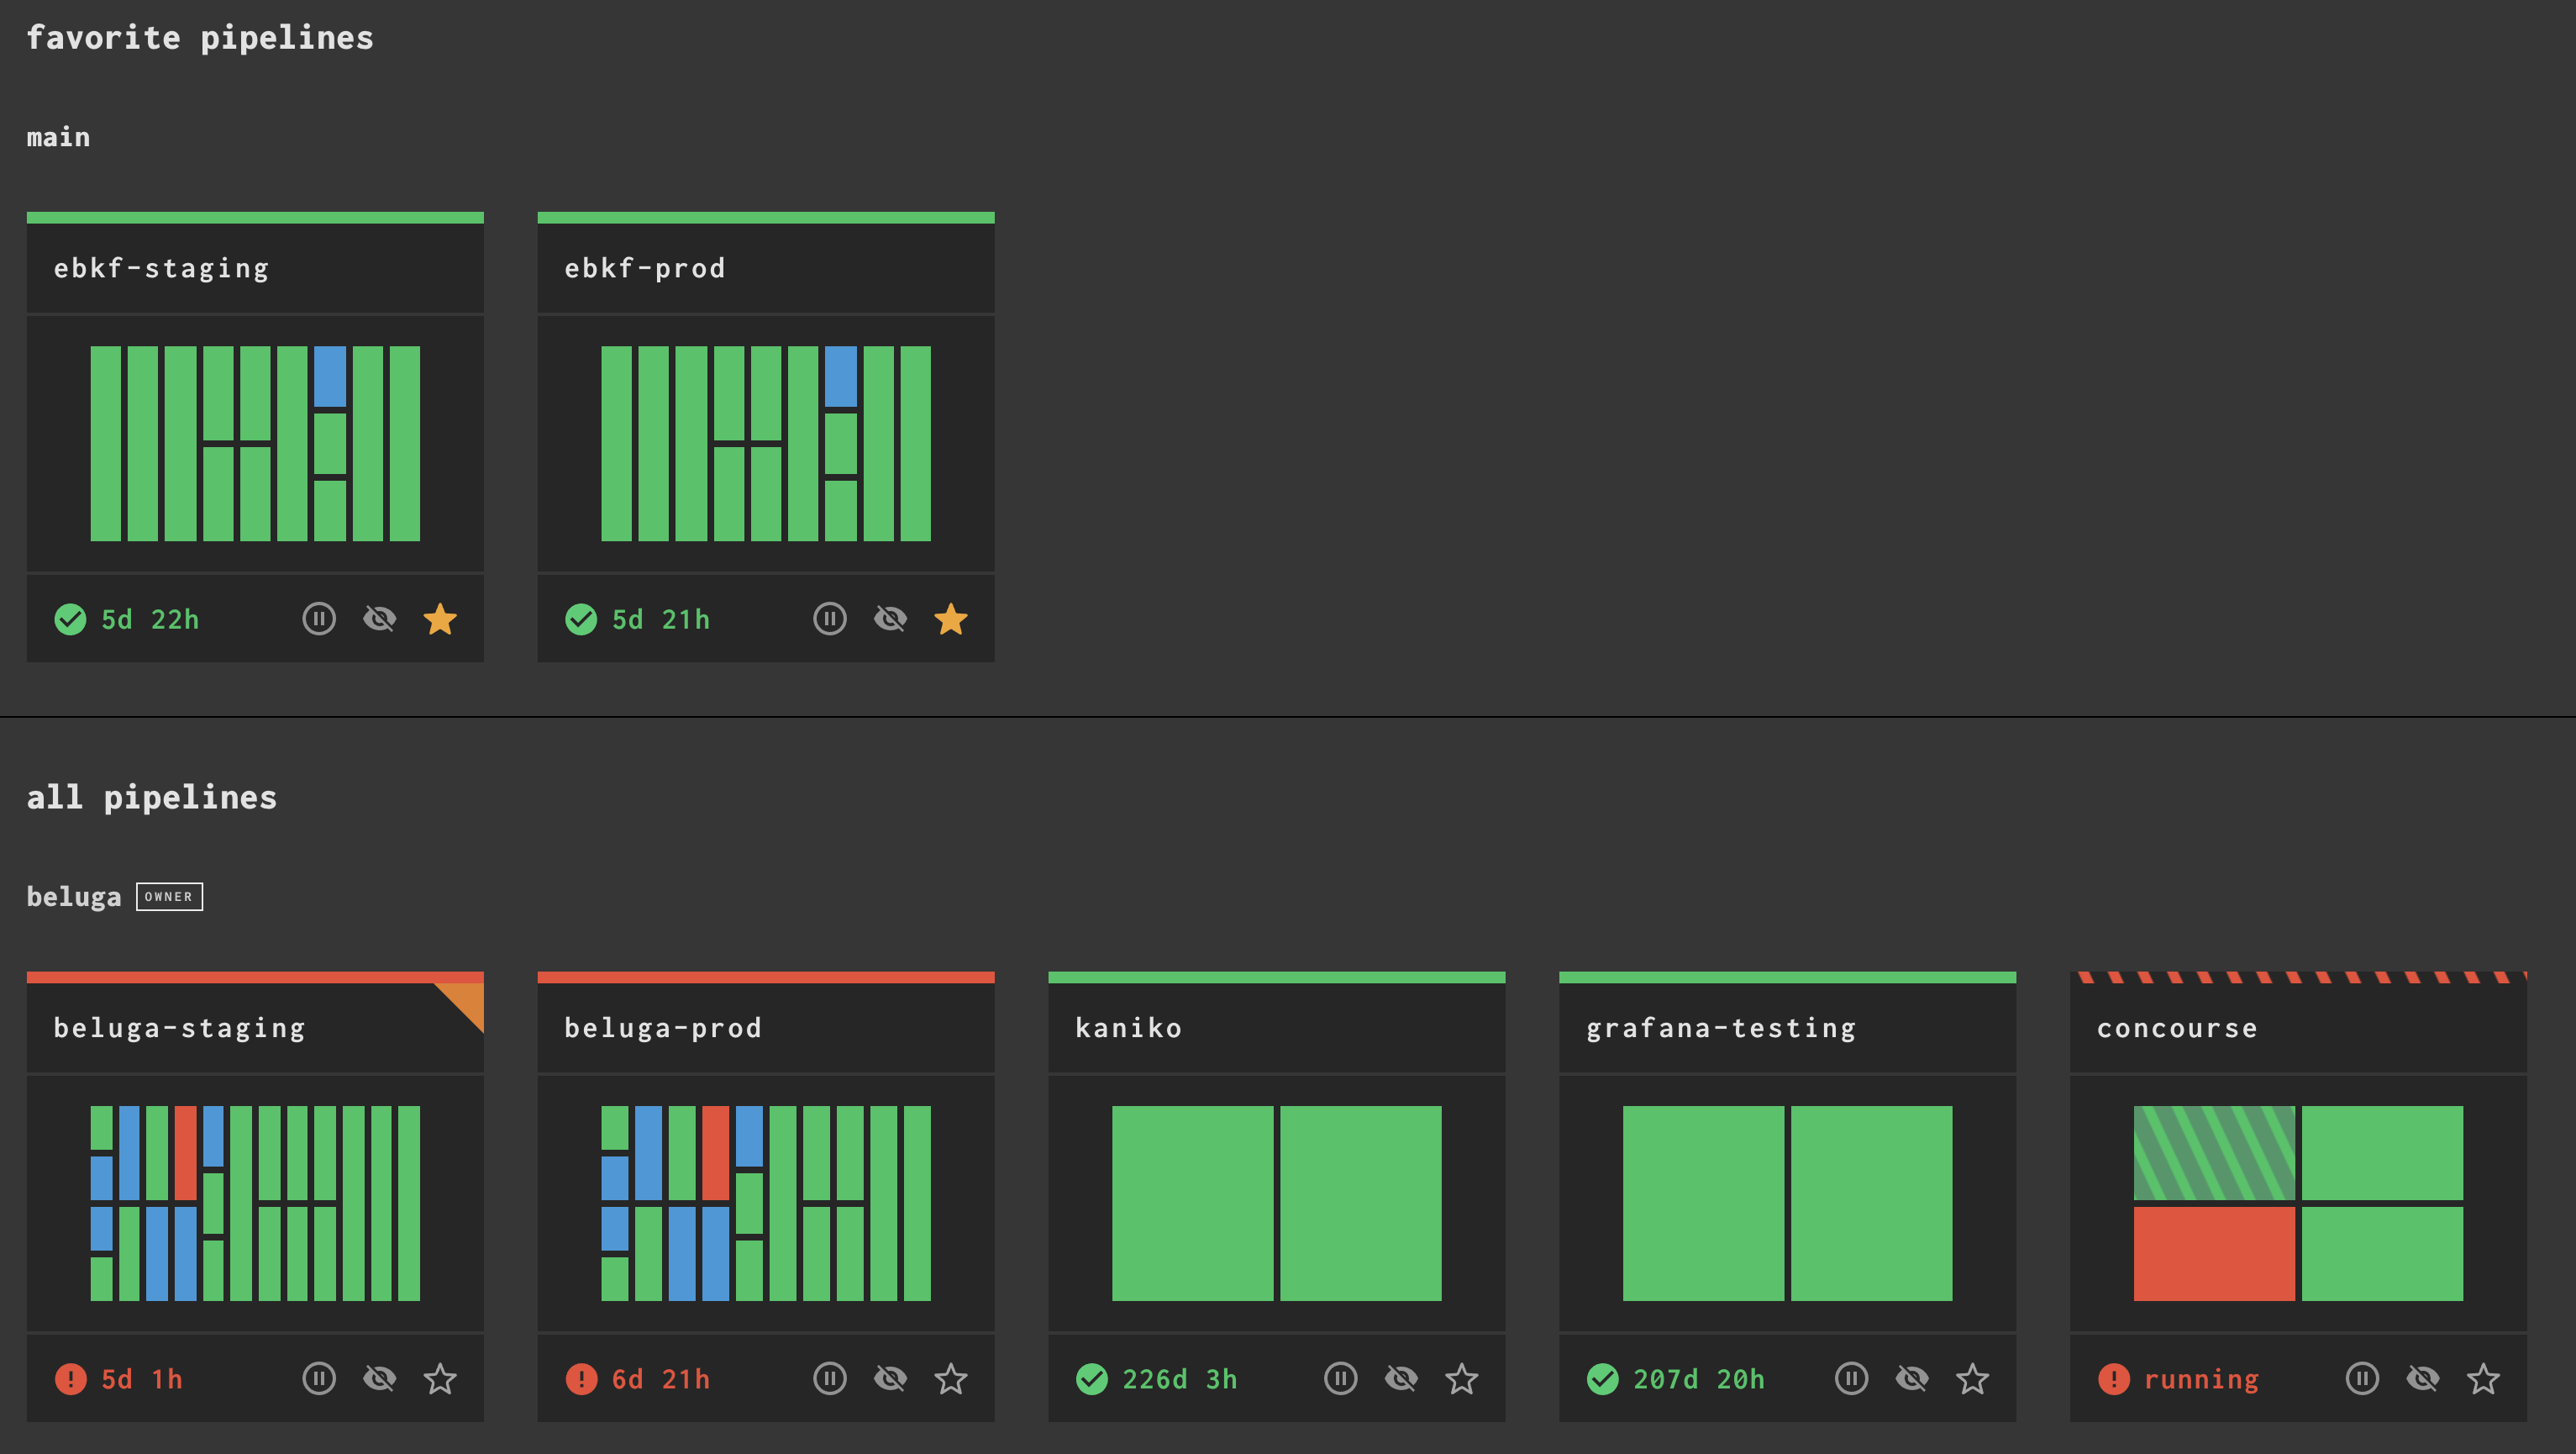 favorite pipelines
main
ebkf-staging
ebkf-prod
5d 22h
5d 21h
all pipelines
beluga OWNER
beluga-staging
beluga-prod
kaniko
grafana-testing
concourse
5d 1h
6d 21h
226d 3h
207d 20h
running